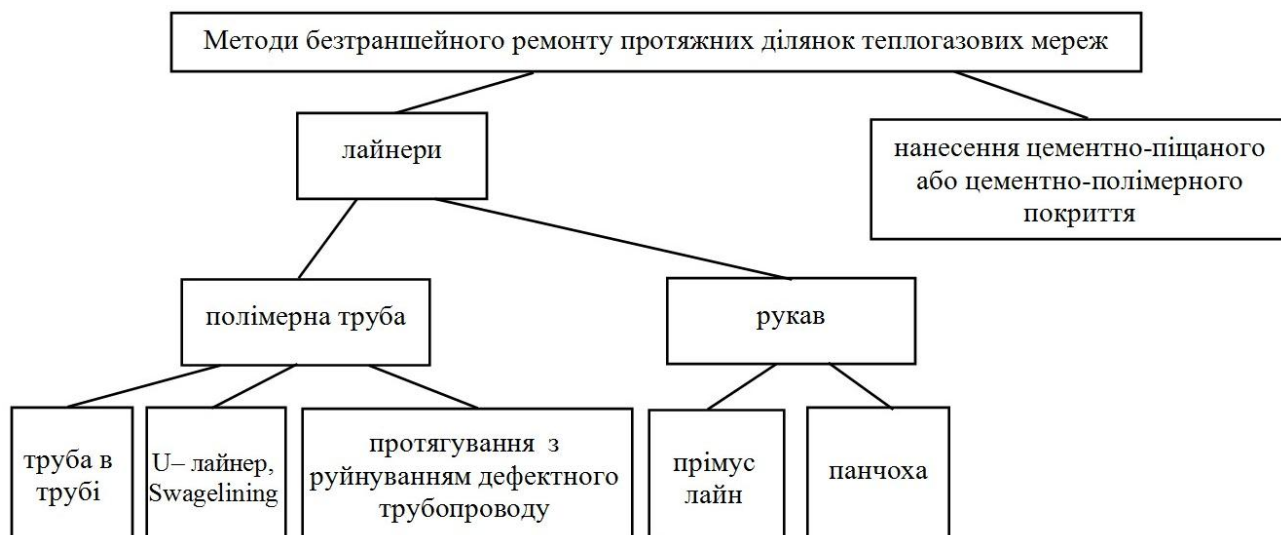 Методи безтраншейного ремонту протяжних ділянок теплогазових мереж
лайнери
нанесення цементно-піщаного
або цементно-полімерного
покриття
полімерна труба
рукав
труба в
трубі
U– лайнер,
Swagelining
протягування з
руйнуванням дефектного
трубопроводу
прімус
лайн
панчоха